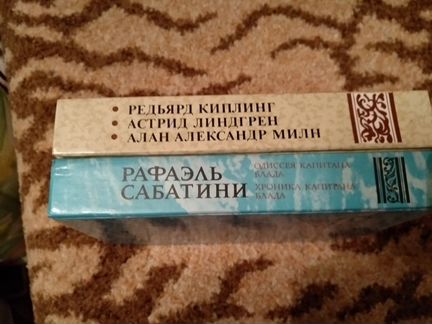 РЕДЬЯРД КИПЛИНГ
АСТРИД ЛИНДГРЕН
АЛАН АЛЕКСАНДР МИЛН
РАФАЭЛЬ
САБАТИНИ
ОДИССЕЯ КАПИТАНА
БЛАДА
ХРОНИКА КАПИТАНА
БЛАДА